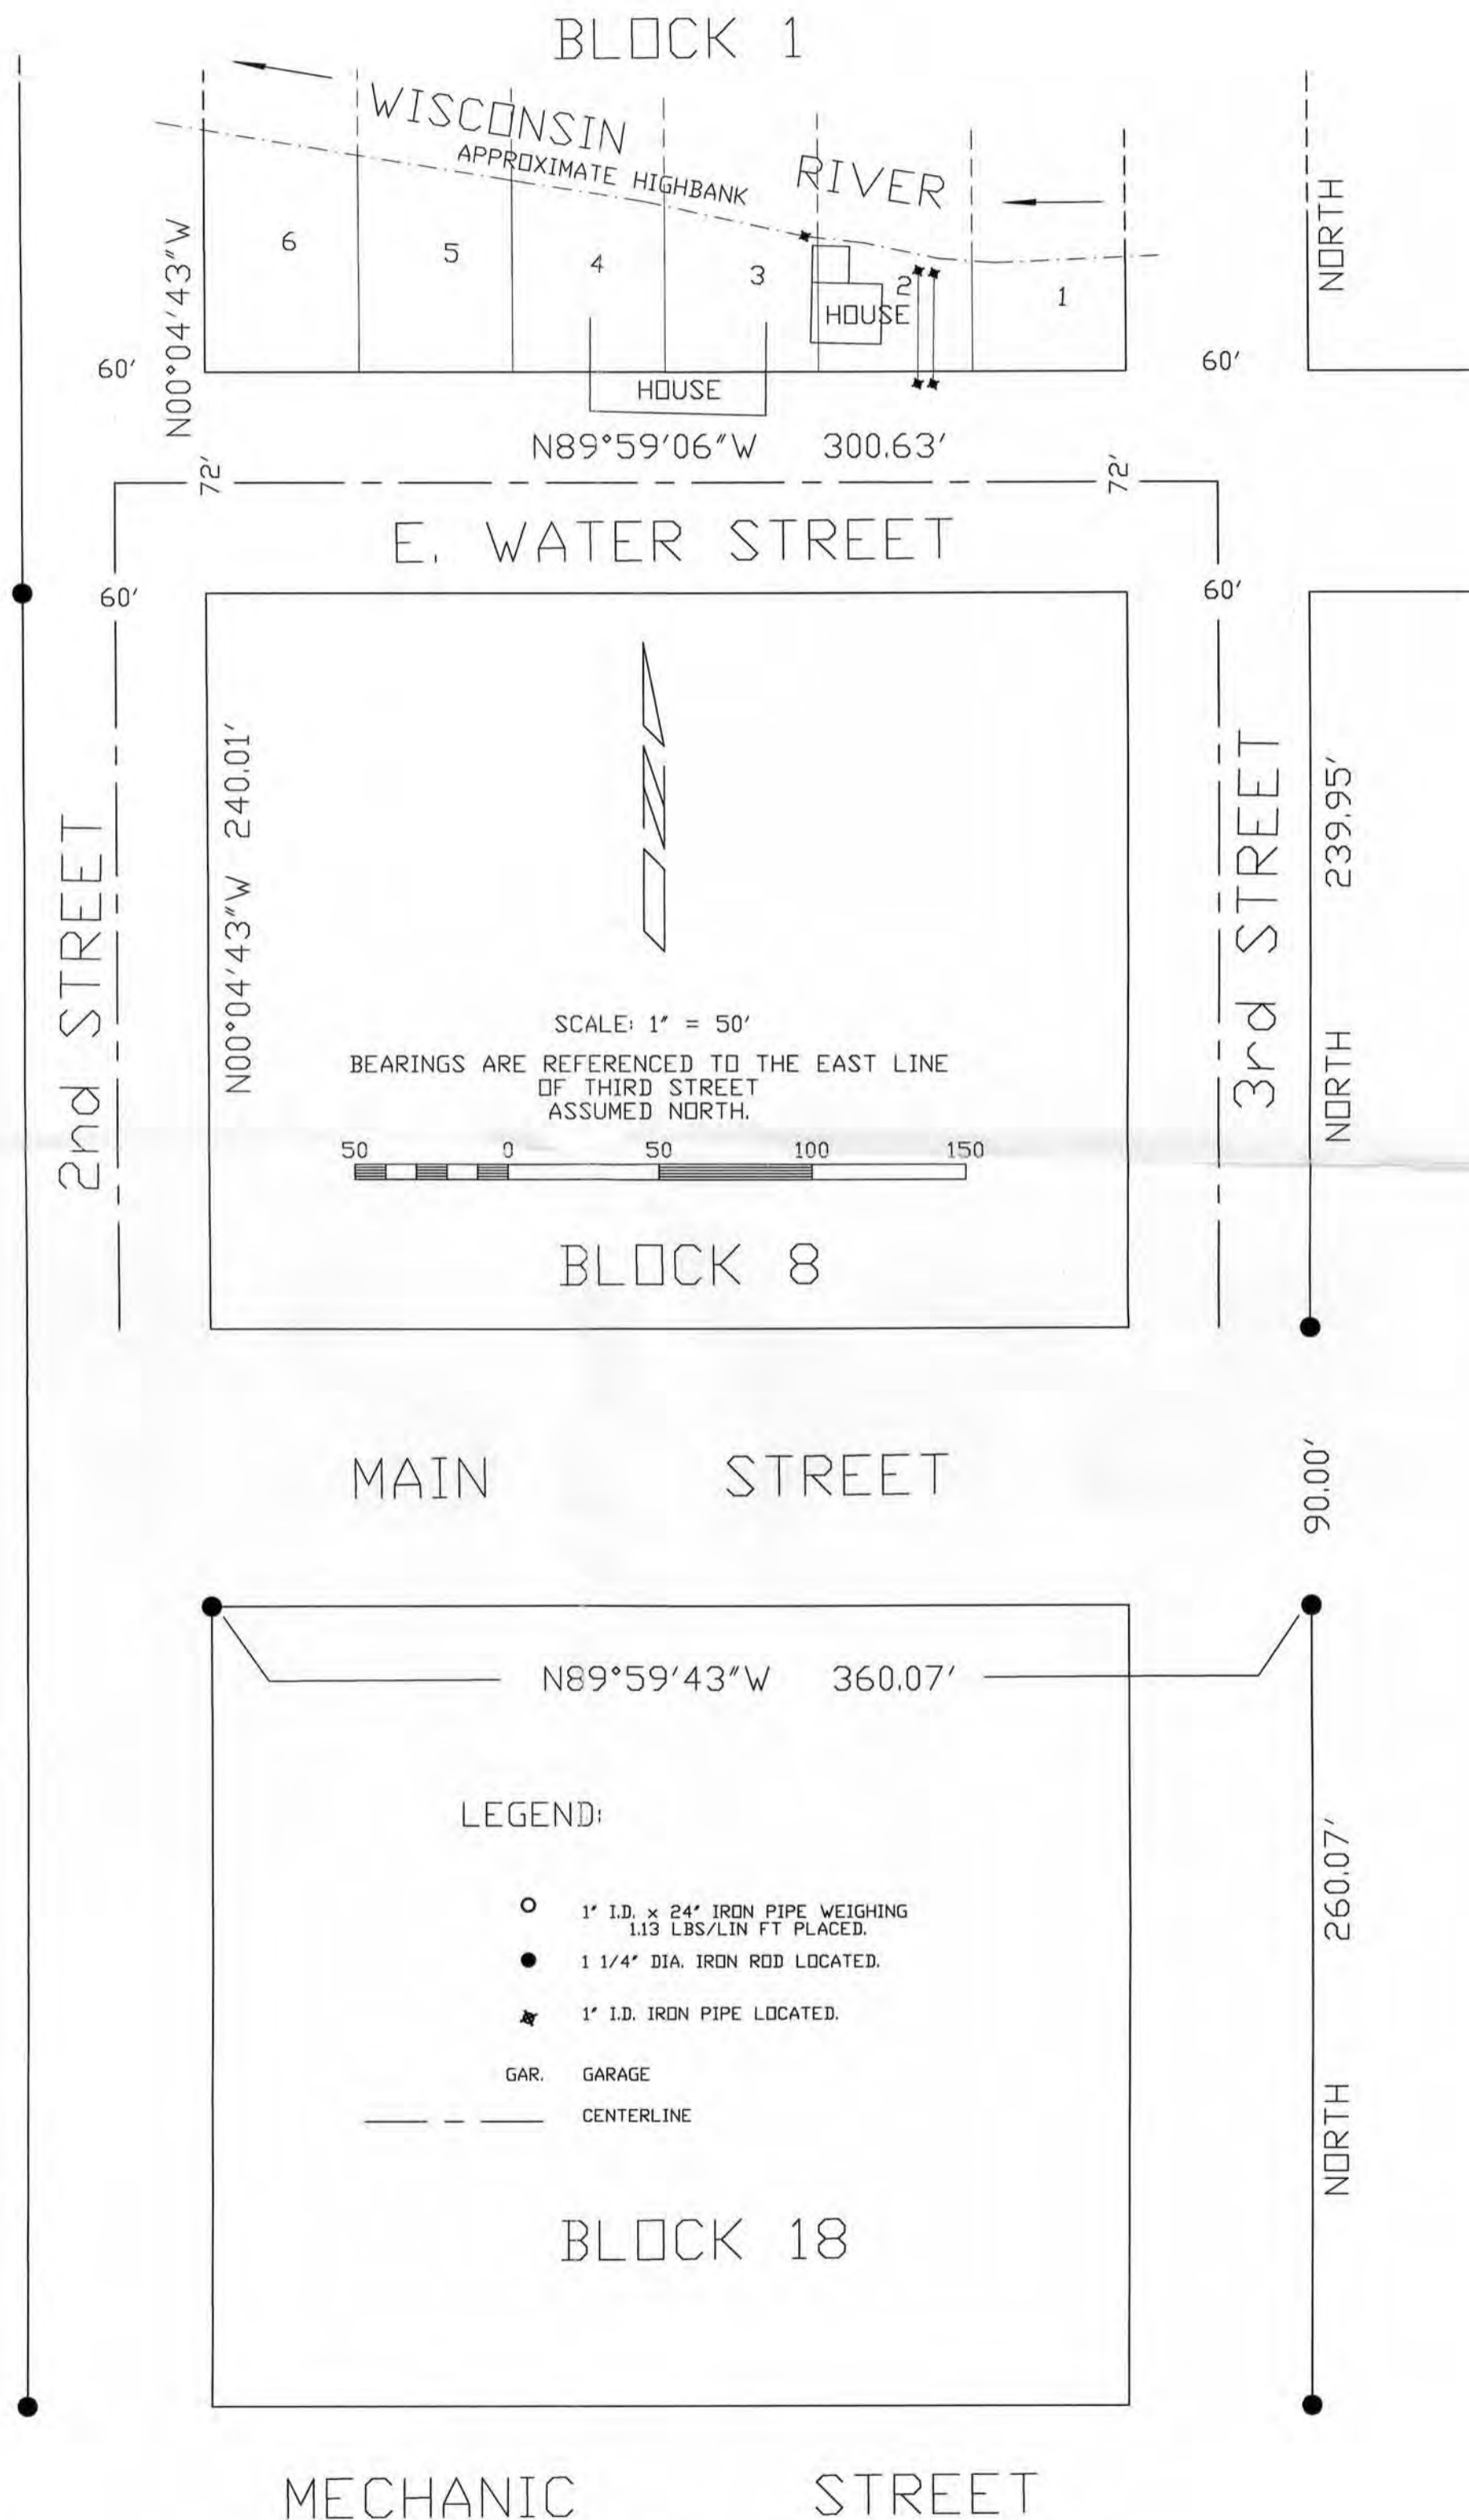 BLOCK 1
WISCONSIN
APPROXIMATE HIGHBANK
RIVER
NORTH
6
5
4
3
2
1
HOUSE
N00°04'43"W
60'
60'
HOUSE
N89°59'06"W 300.63'
72'
72'
E. WATER STREET
60'
60'
2nd STREET
N00°04'43"W 240.01'
3rd STREET
NORTH 239.95'
SCALE: 1" = 50'
BEARINGS ARE REFERENCED TO THE EAST LINE
OF THIRD STREET
ASSUMED NORTH.
50 0 50 100 150
BLOCK 8
MAIN STREET
90.00'
N89°59'43"W 360.07'
LEGEND:
1" I.D. x 24" IRON PIPE WEIGHING
1.13 LBS/LIN FT PLACED.
1 1/4" DIA. IRON ROD LOCATED.
1" I.D. IRON PIPE LOCATED.
GAR. GARAGE
CENTERLINE
NORTH 260.07'
BLOCK 18
MECHANIC STREET